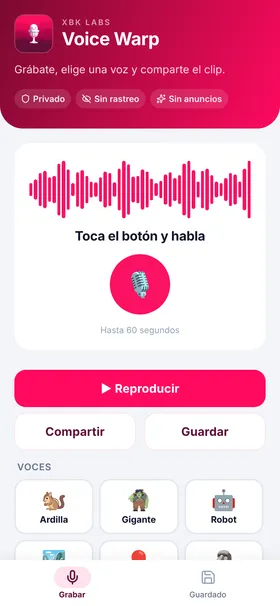 XBK LABS
Voice Warp
Grábate, elige una voz y comparte el clip.
Privado
Sin rastreo
Sin anuncios
Toca el botón y habla
Hasta 60 segundos
Reproducir
Compartir
Guardar
VOCES
Ardilla
Gigante
Robot
Grabar
Guardado